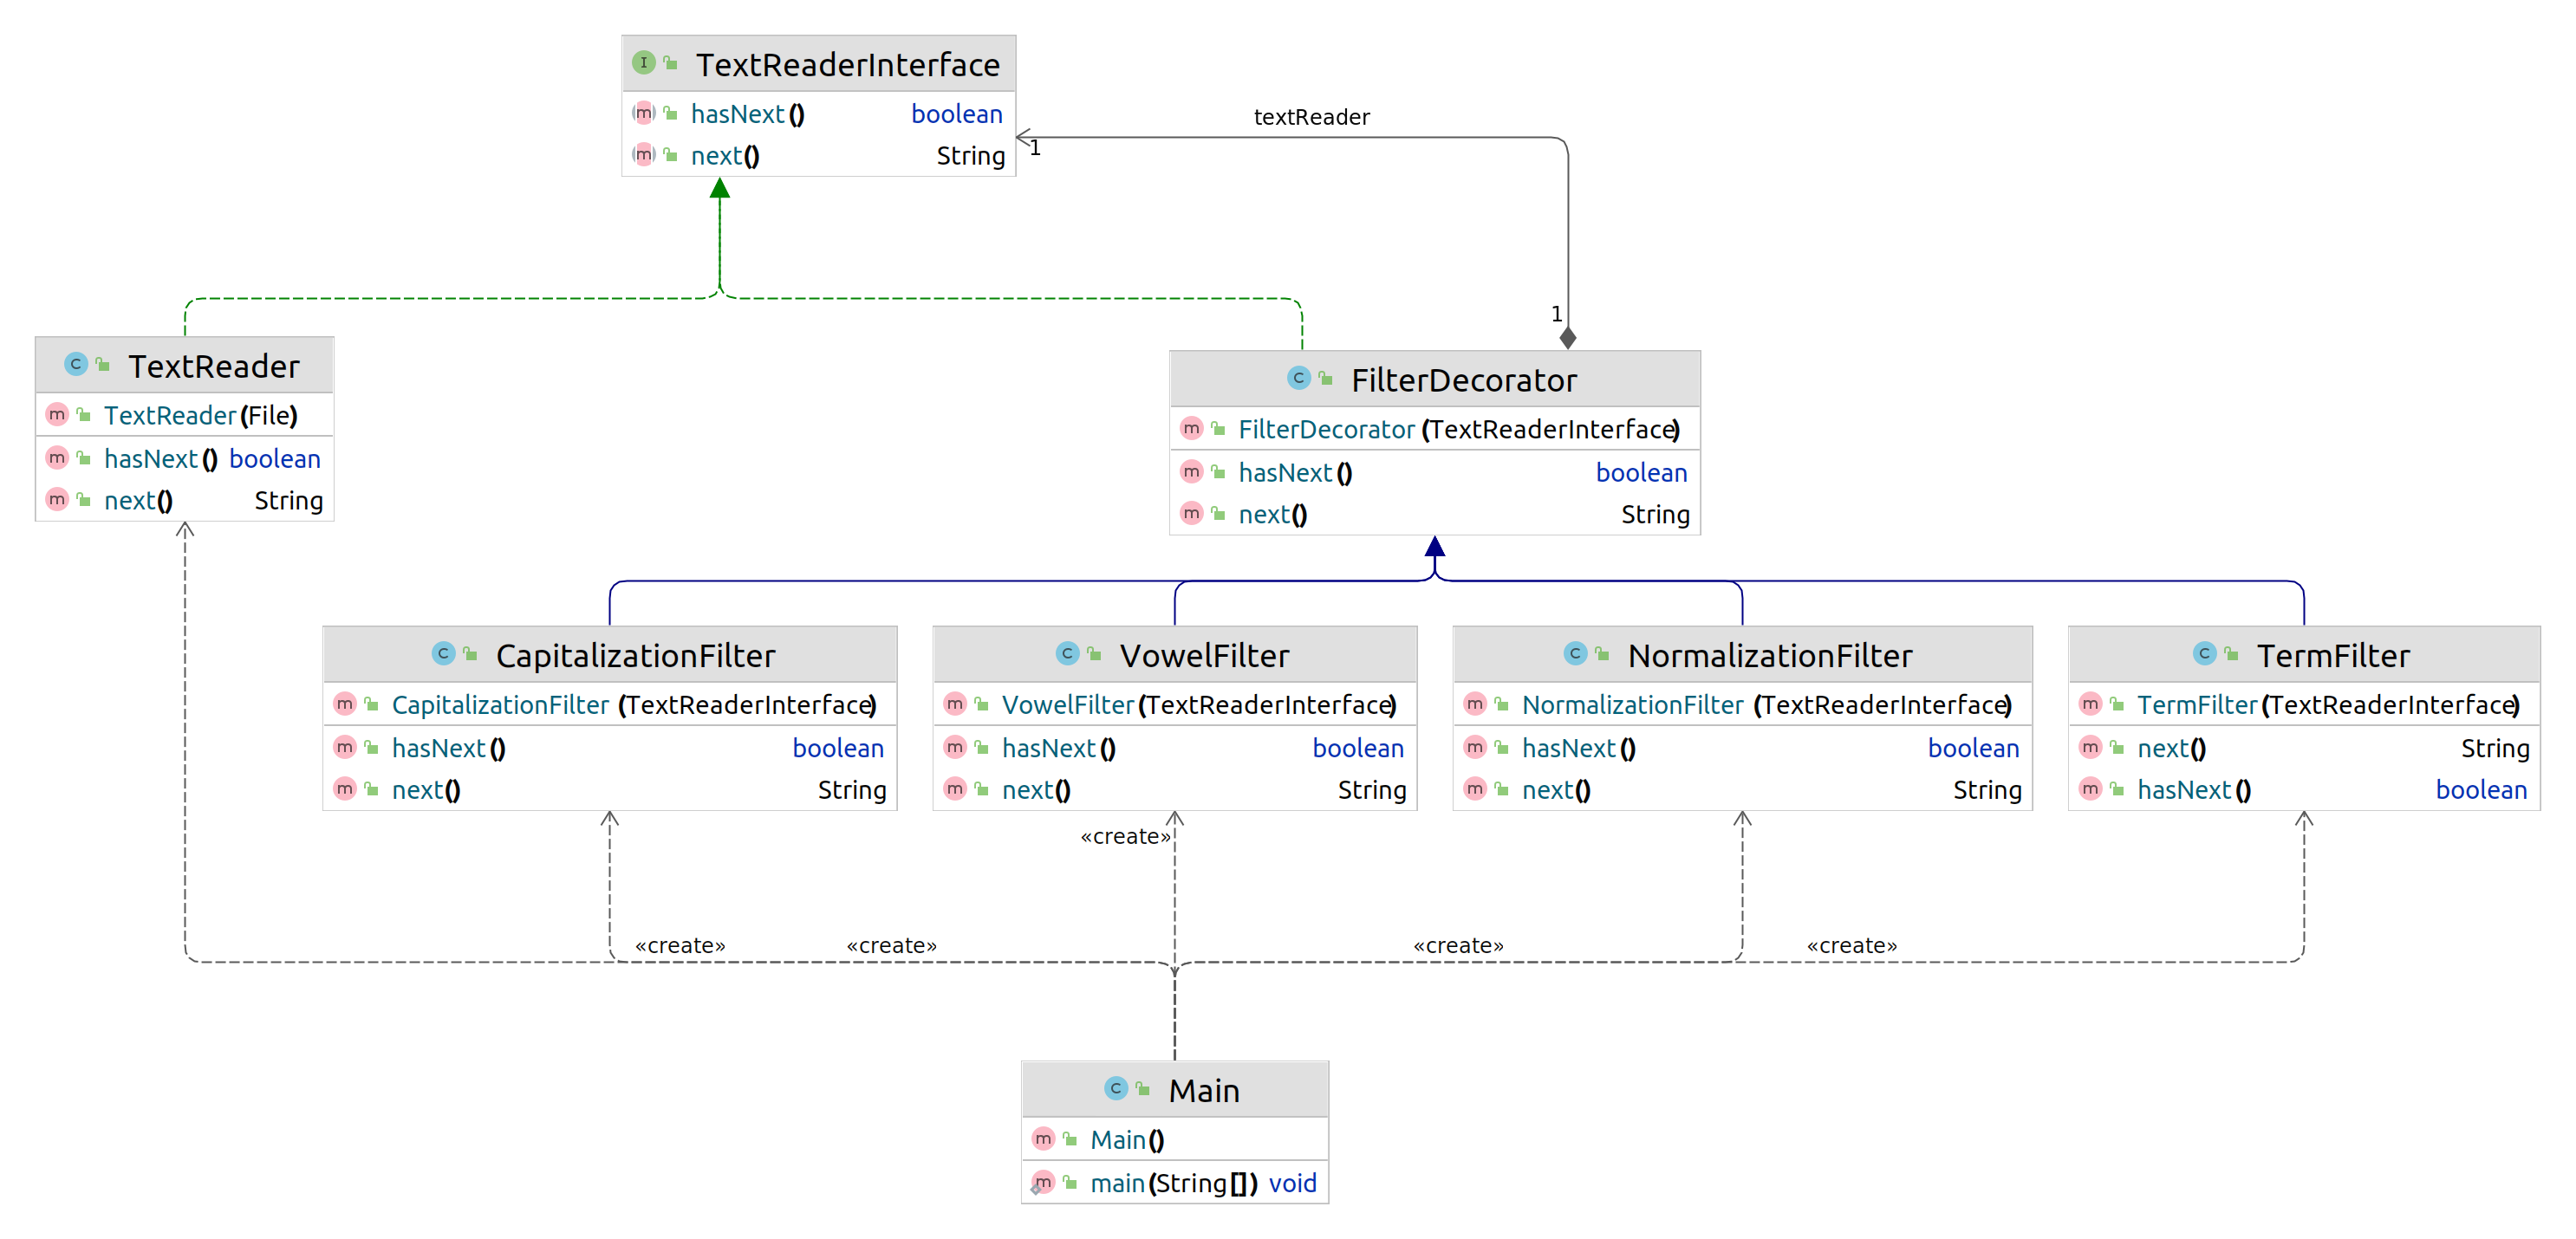 I TextReaderInterface
m hasNext() boolean
m next() String
textReader
1
1
C TextReader
m TextReader(File)
m hasNext() boolean
m next() String
C FilterDecorator
m FilterDecorator(TextReaderInterface)
m hasNext() boolean
m next() String
C CapitalizationFilter
m CapitalizationFilter (TextReaderInterface)
m hasNext() boolean
m next() String
C VowelFilter
m VowelFilter(TextReaderInterface)
m hasNext() boolean
m next() String
C NormalizationFilter
m NormalizationFilter (TextReaderInterface)
m hasNext() boolean
m next() String
C TermFilter
m TermFilter(TextReaderInterface)
m next() String
m hasNext() boolean
«create»
«create» «create» «create» «create»
C Main
m Main()
m main(String[]) void